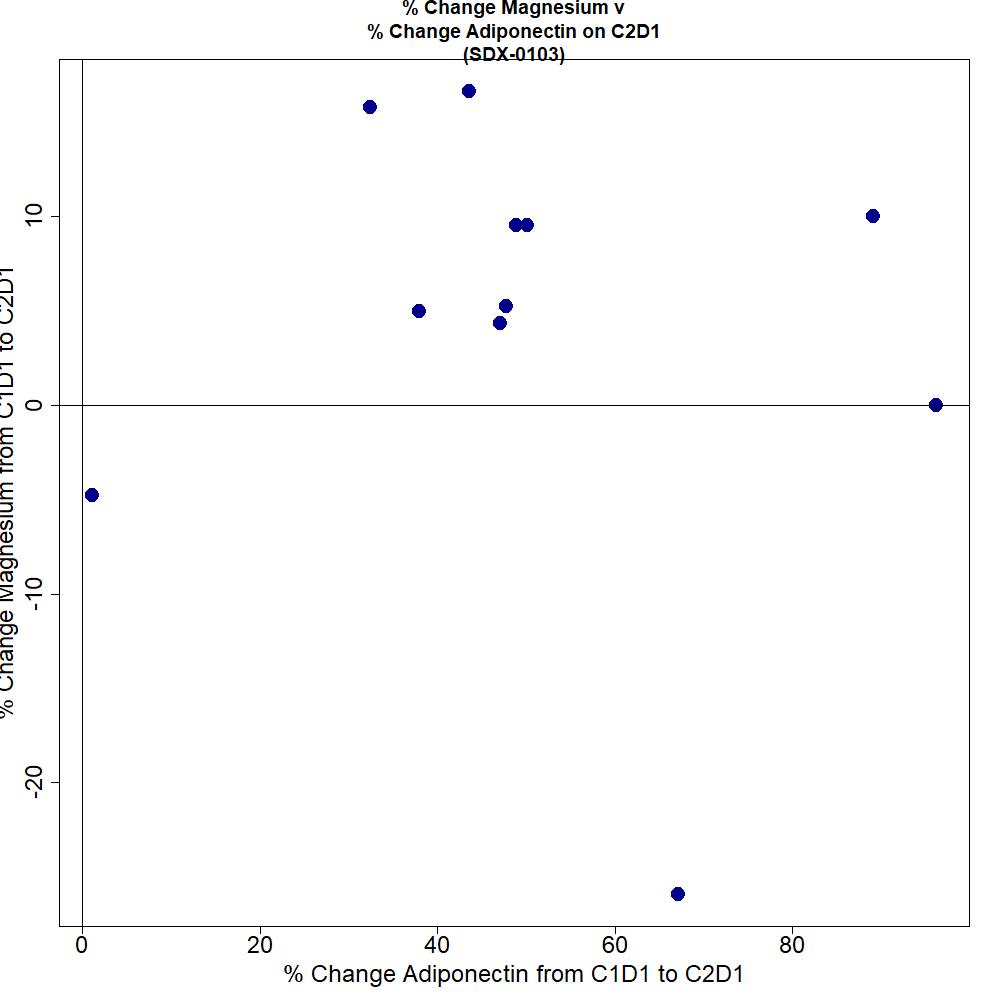 % Change Magnesium v
% Change Adiponectin on C2D1
(SDX-0103)
% Change Magnesium from C1D1 to C2D1
10
0
-10
-20
0
20
40
60
80
% Change Adiponectin from C1D1 to C2D1